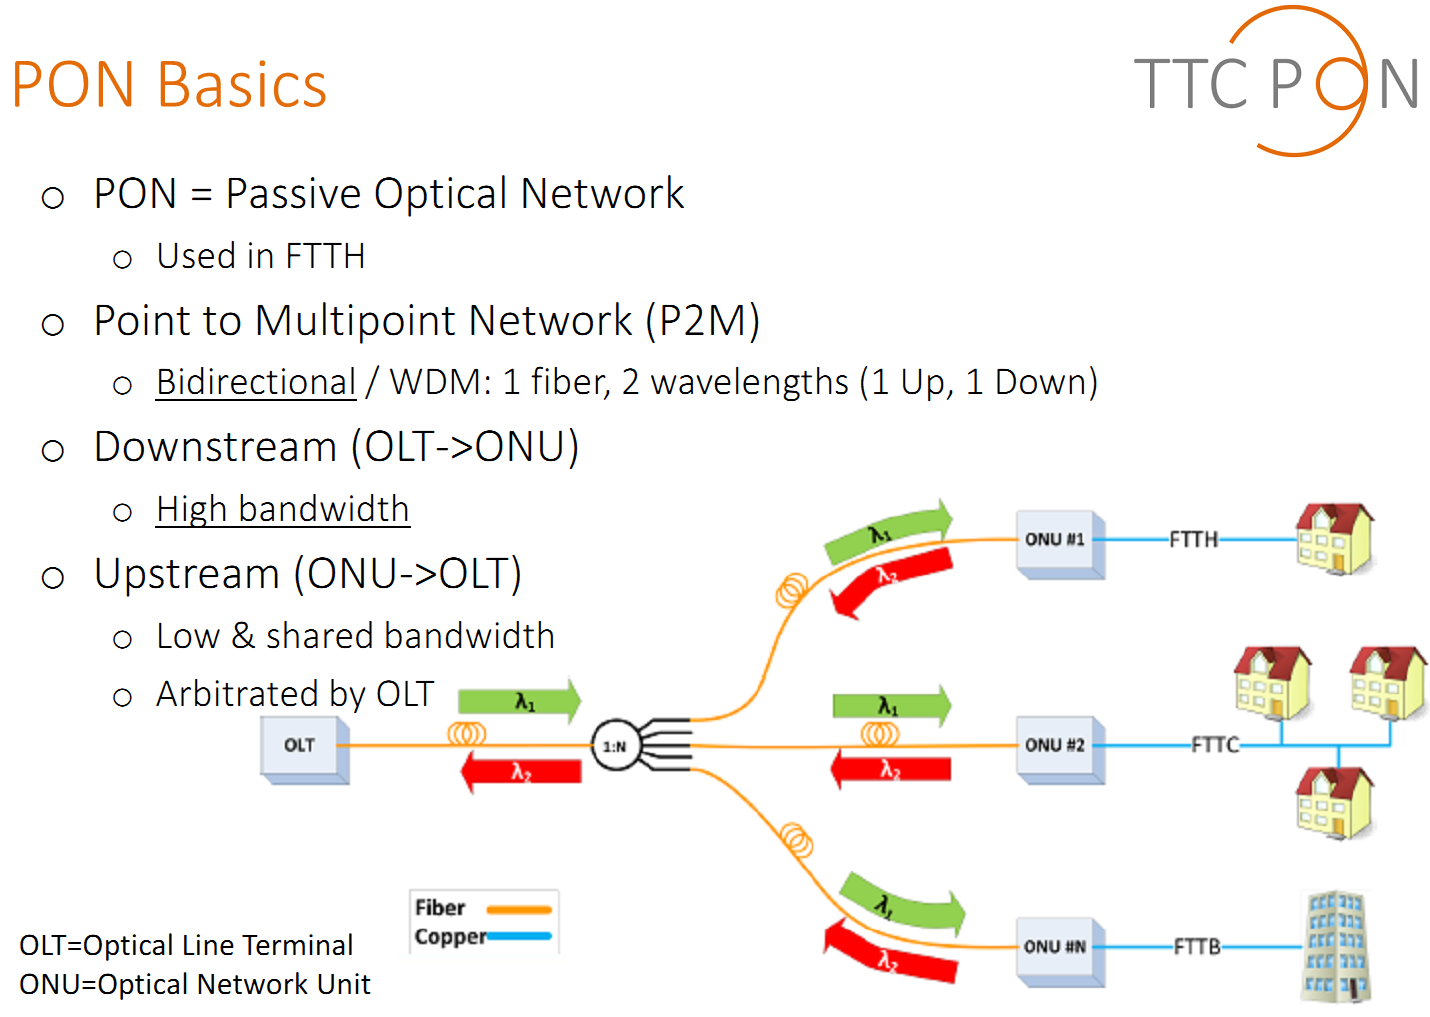 PON Basics
TTC PON
o PON = Passive Optical Network
o Used in FTTH
o Point to Multipoint Network (P2M)
o Bidirectional / WDM: 1 fiber, 2 wavelengths (1 Up, 1 Down)
o Downstream (OLT->ONU)
o High bandwidth
o Upstream (ONU->OLT)
o Low & shared bandwidth
o Arbitrated by OLT
λ1
λ2
ONU #1
FTTH
OLT
λ1
λ2
1:N
λ1
λ2
ONU #2
FTTC
λ1
λ2
ONU #N
FTTB
Fiber
Copper
OLT=Optical Line Terminal
ONU=Optical Network Unit